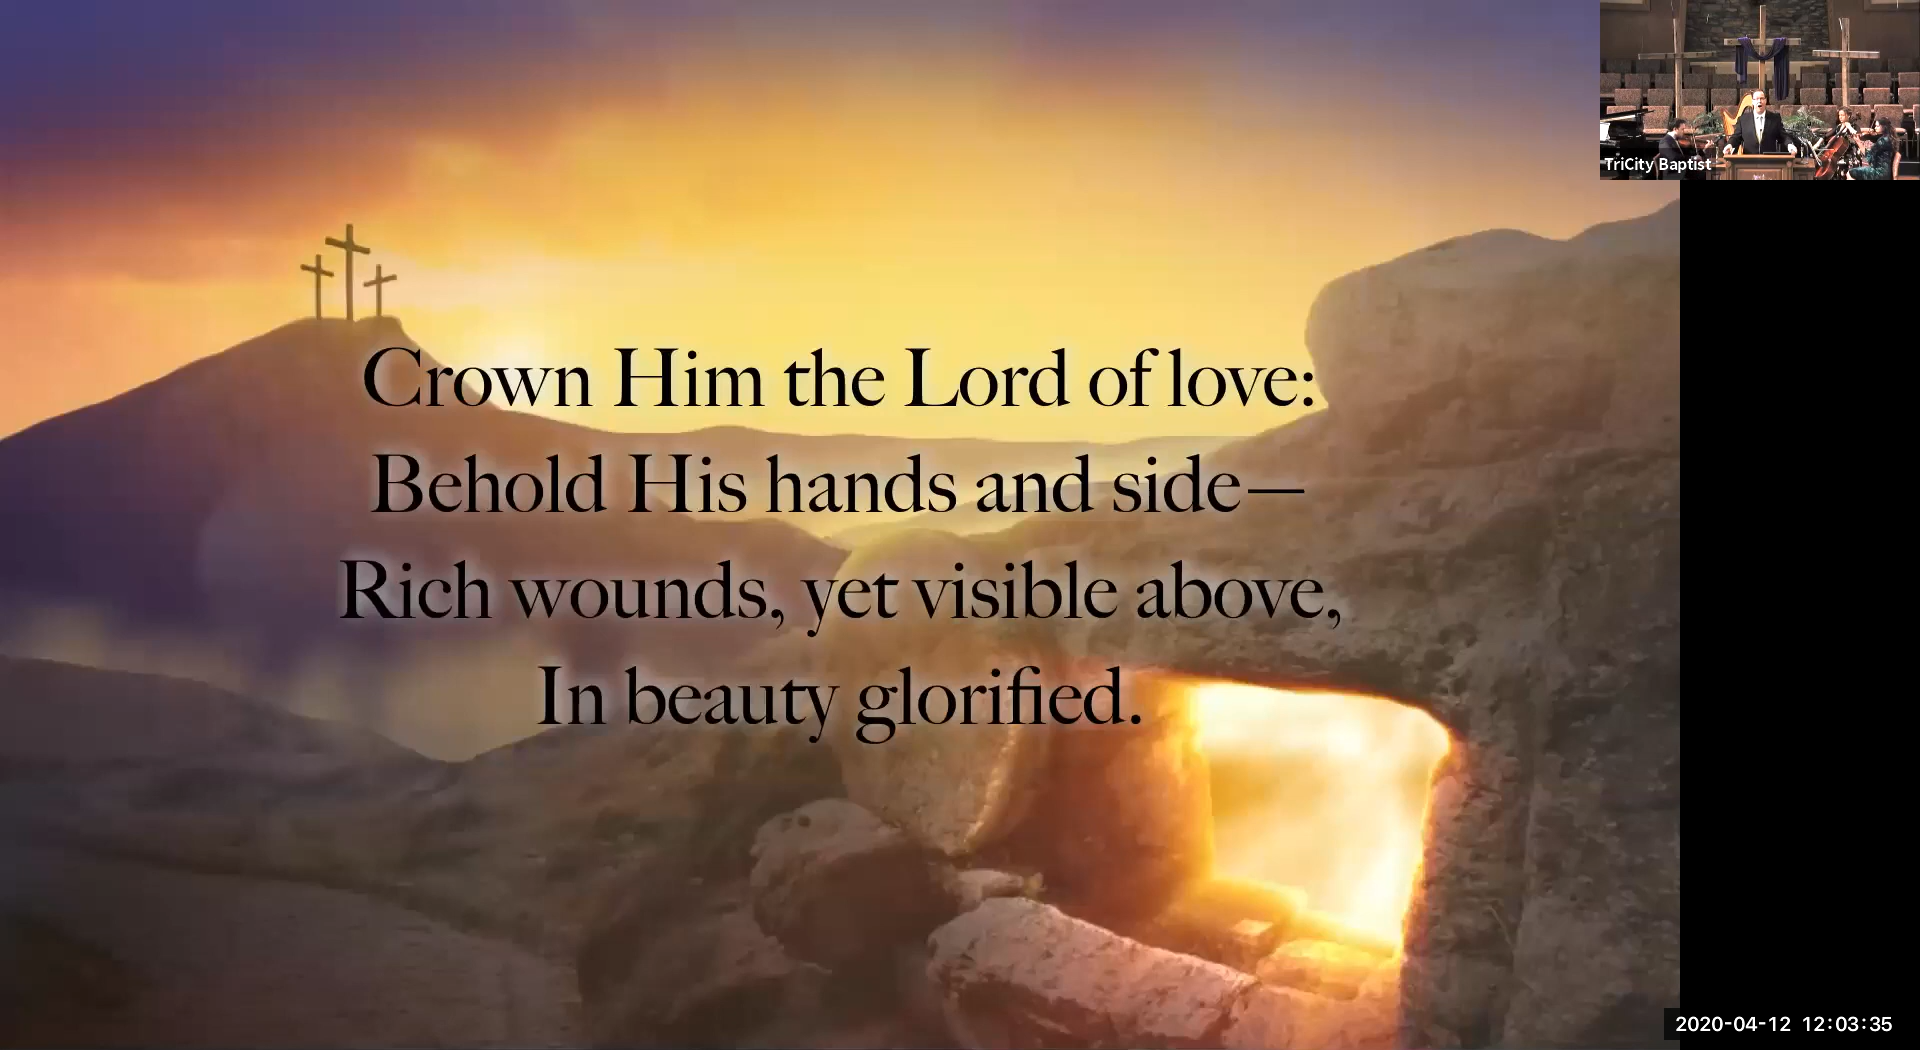 Crown Him the Lord of love:
Behold His hands and side—
Rich wounds, yet visible above,
In beauty glorified.
TriCity Baptist
2020-04-12 12:03:35